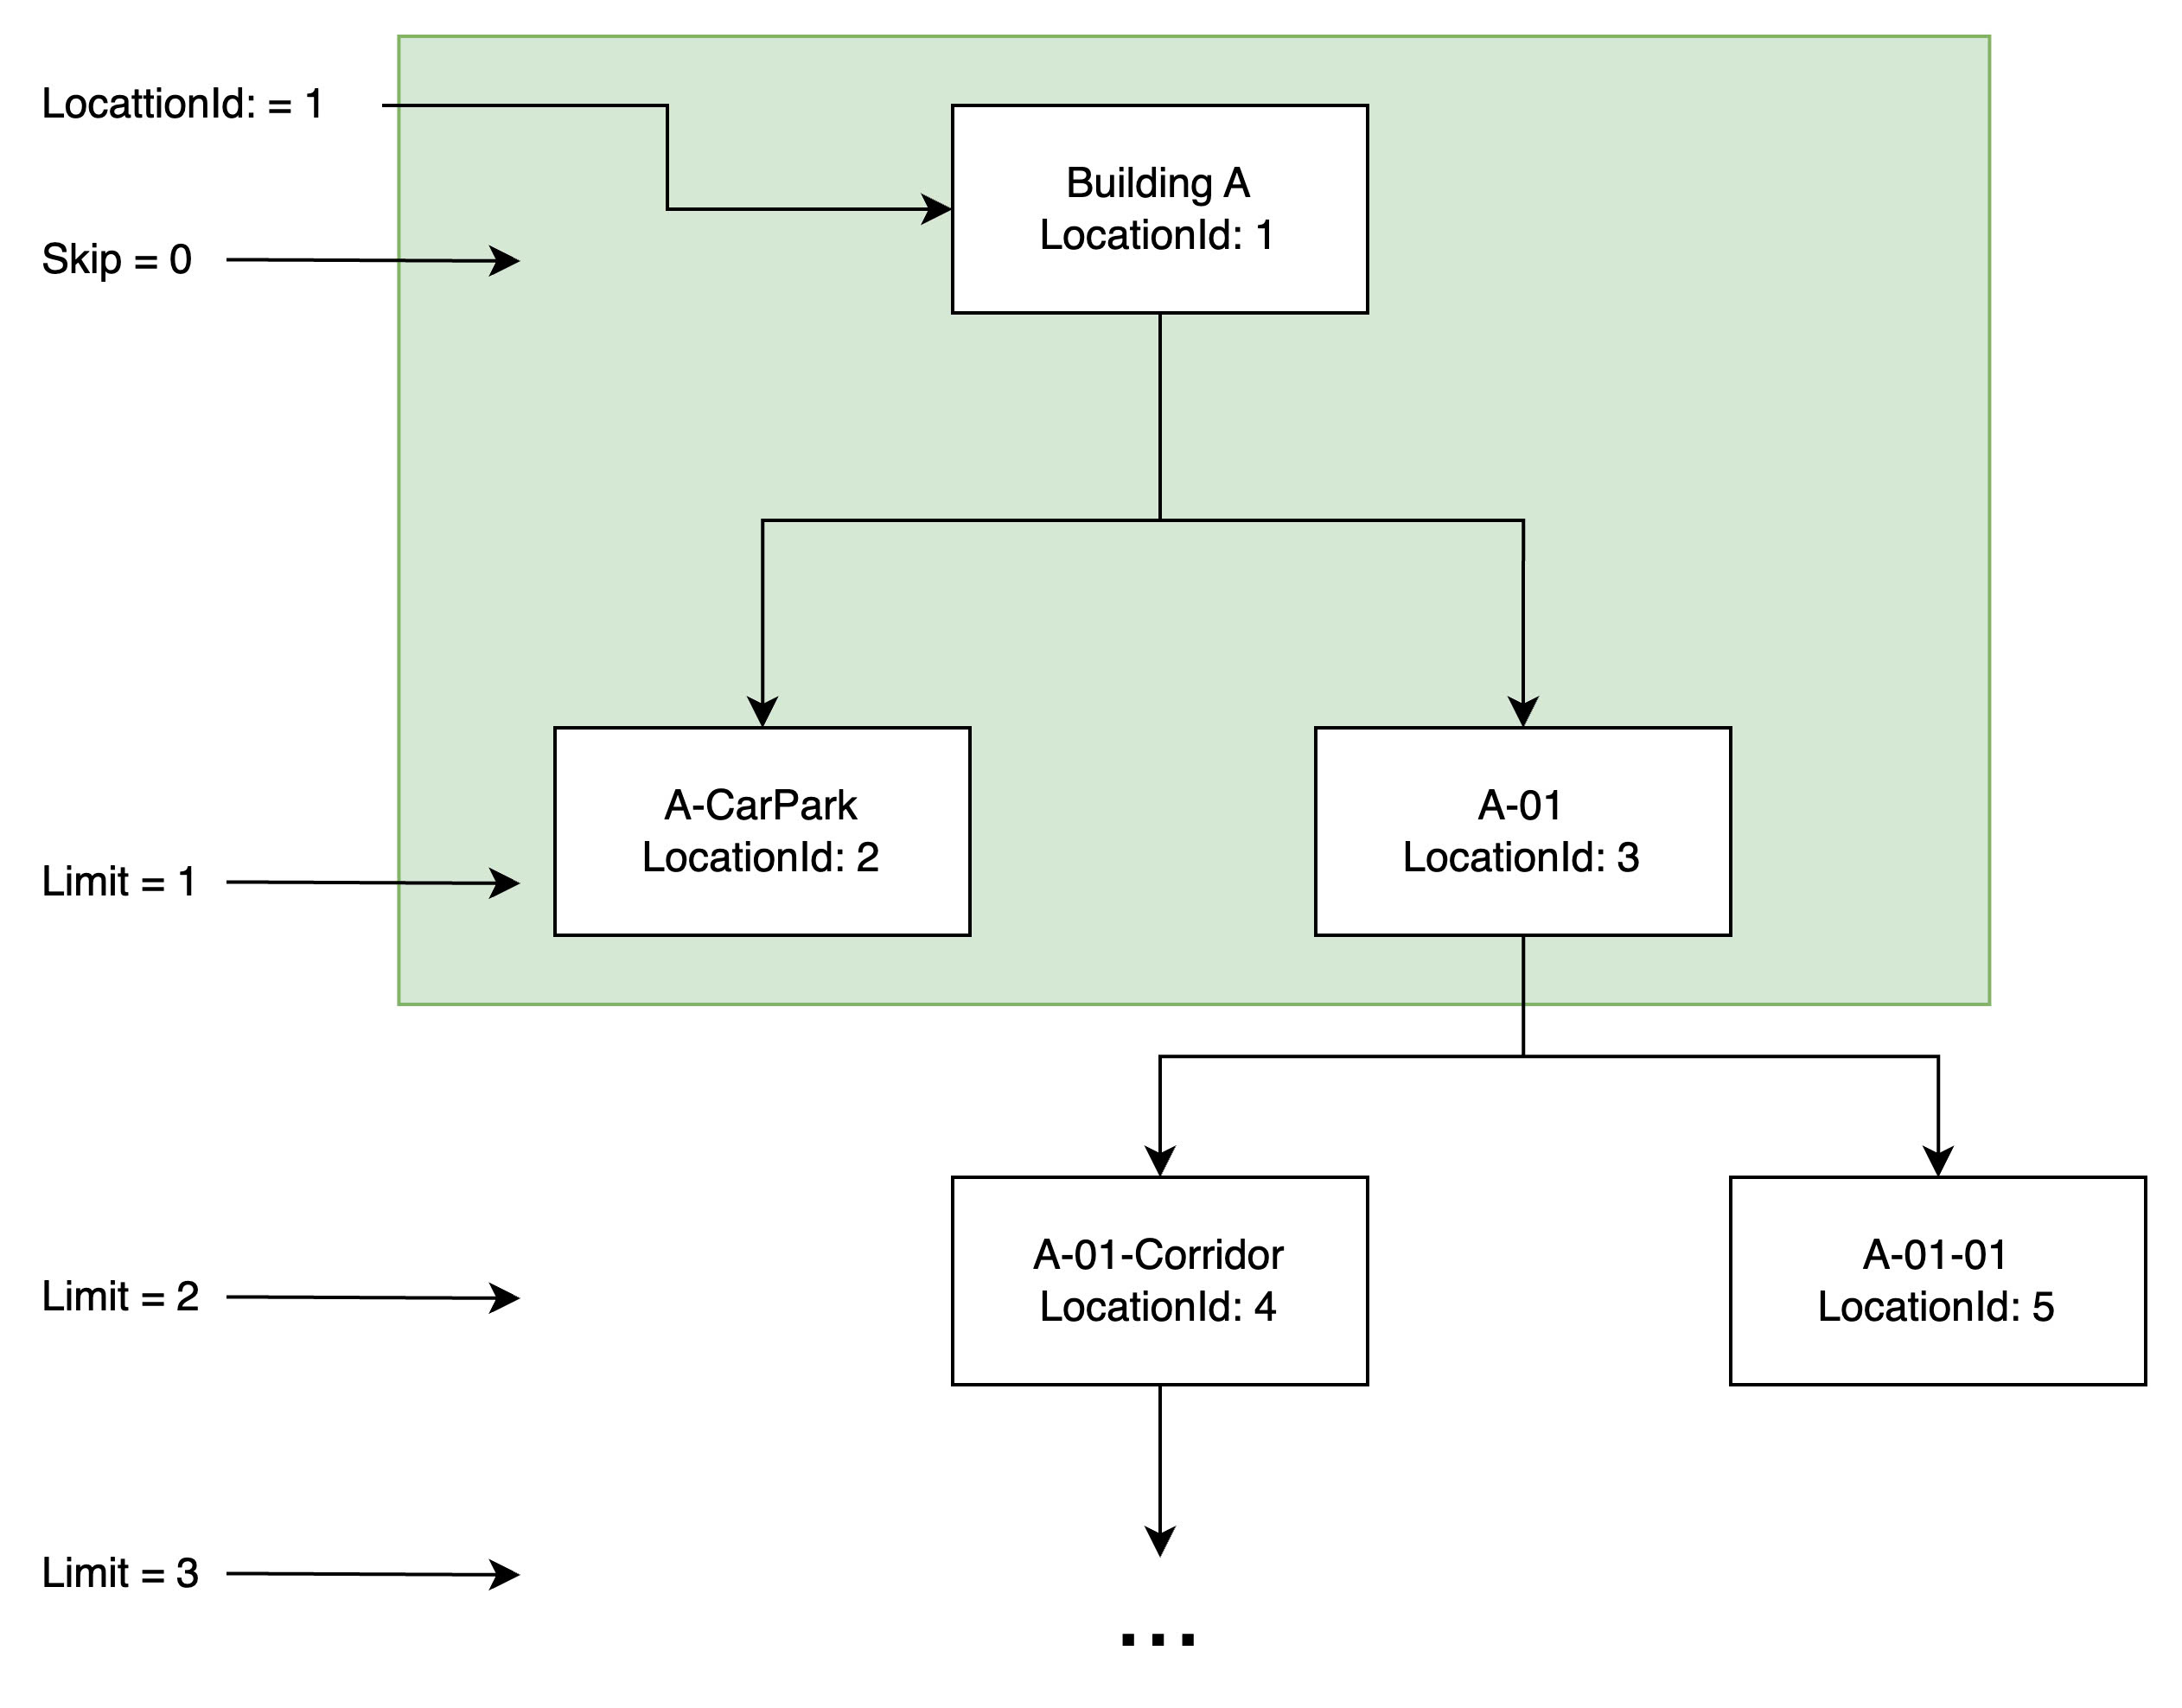 LocattionId: = 1
Building A
LocationId: 1
Skip = 0
A-CarPark
LocationId: 2
A-01
LocationId: 3
Limit = 1
A-01-Corridor
LocationId: 4
A-01-01
LocationId: 5
Limit = 2
Limit = 3
...